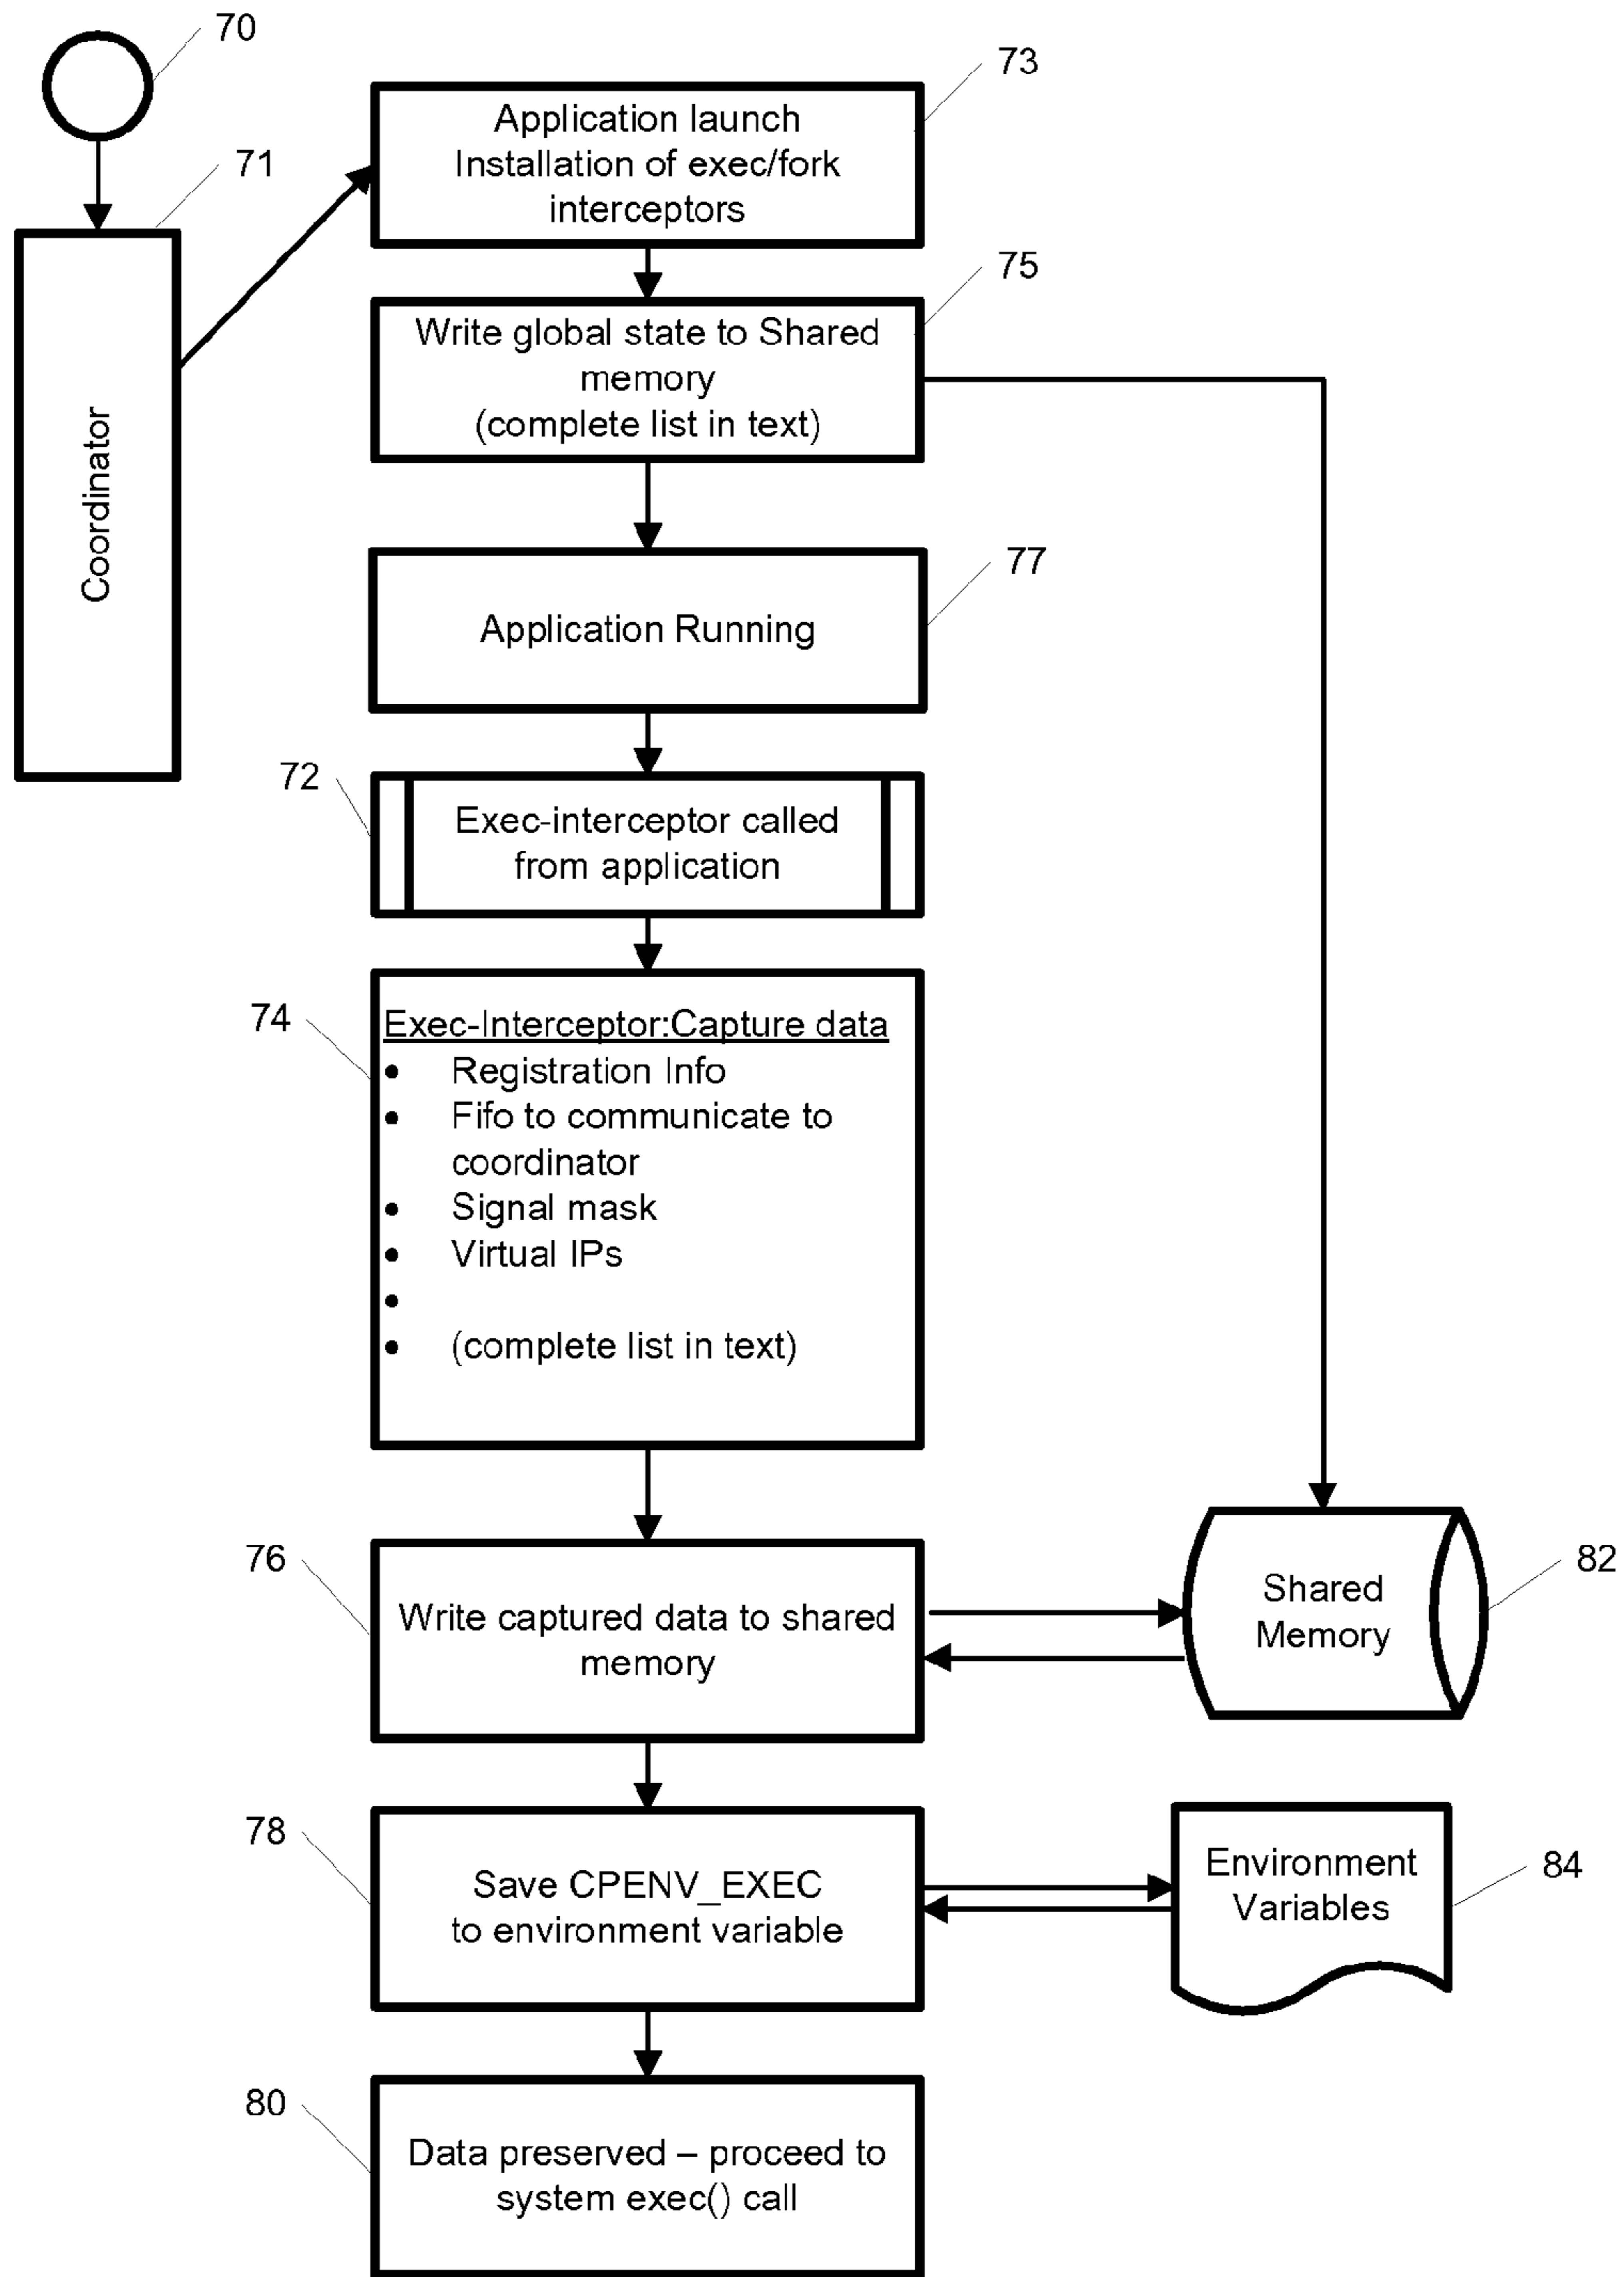 70
73
Application launch
Installation of exec/fork
interceptors
71
75
Write global state to Shared
memory
(complete list in text)
Coordinator
77
Application Running
72
Exec-interceptor called
from application
74
Exec-Interceptor:Capture data
• Registration Info
• Fifo to communicate to
coordinator
• Signal mask
• Virtual IPs
•
• (complete list in text)
76
Write captured data to shared
memory
Shared
Memory
82
78
Save CPENV_EXEC
to environment variable
Environment
Variables
84
80
Data preserved – proceed to
system exec() call